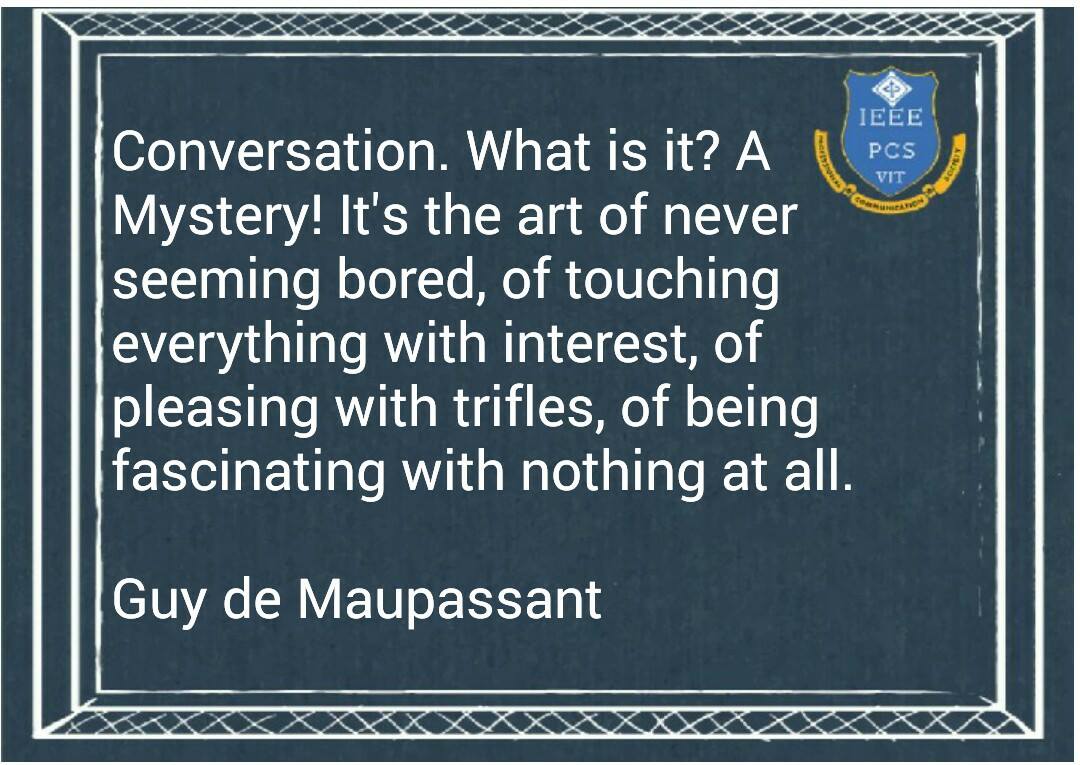 IEEE
PCS
VIT
PROFESSIONAL COMMUNICATION SOCIETY
Conversation. What is it? A
Mystery! It's the art of never
seeming bored, of touching
everything with interest, of
pleasing with trifles, of being
fascinating with nothing at all.
Guy de Maupassant